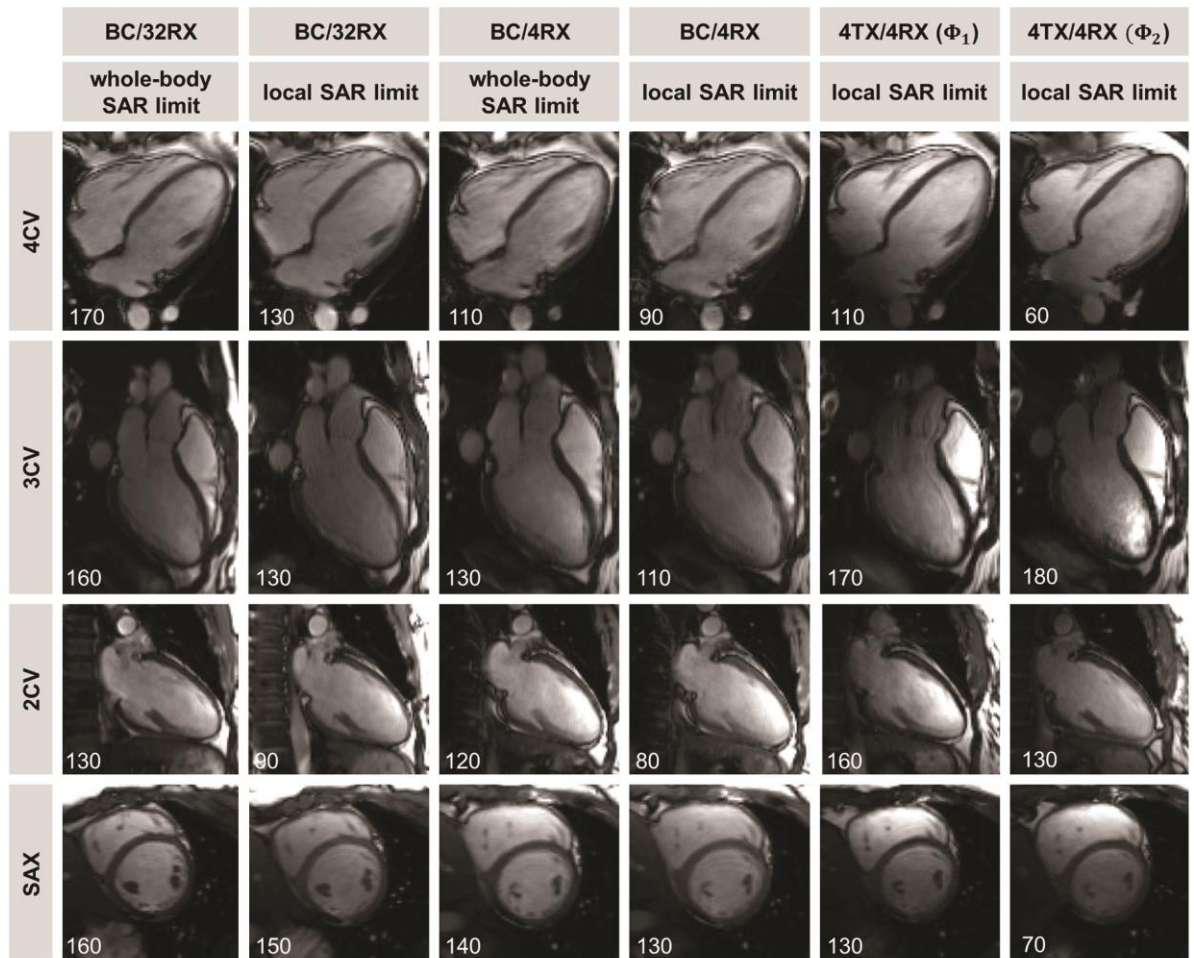 BC/32RX BC/32RX BC/4RX BC/4RX 4TX/4RX (Φ₁) 4TX/4RX (Φ₂)
whole-body SAR limit local SAR limit whole-body SAR limit local SAR limit local SAR limit local SAR limit
4CV
170 130 110 90 110 60
3CV
160 130 130 110 170 180
2CV
130 90 120 80 160 130
SAX
160 150 140 130 130 70